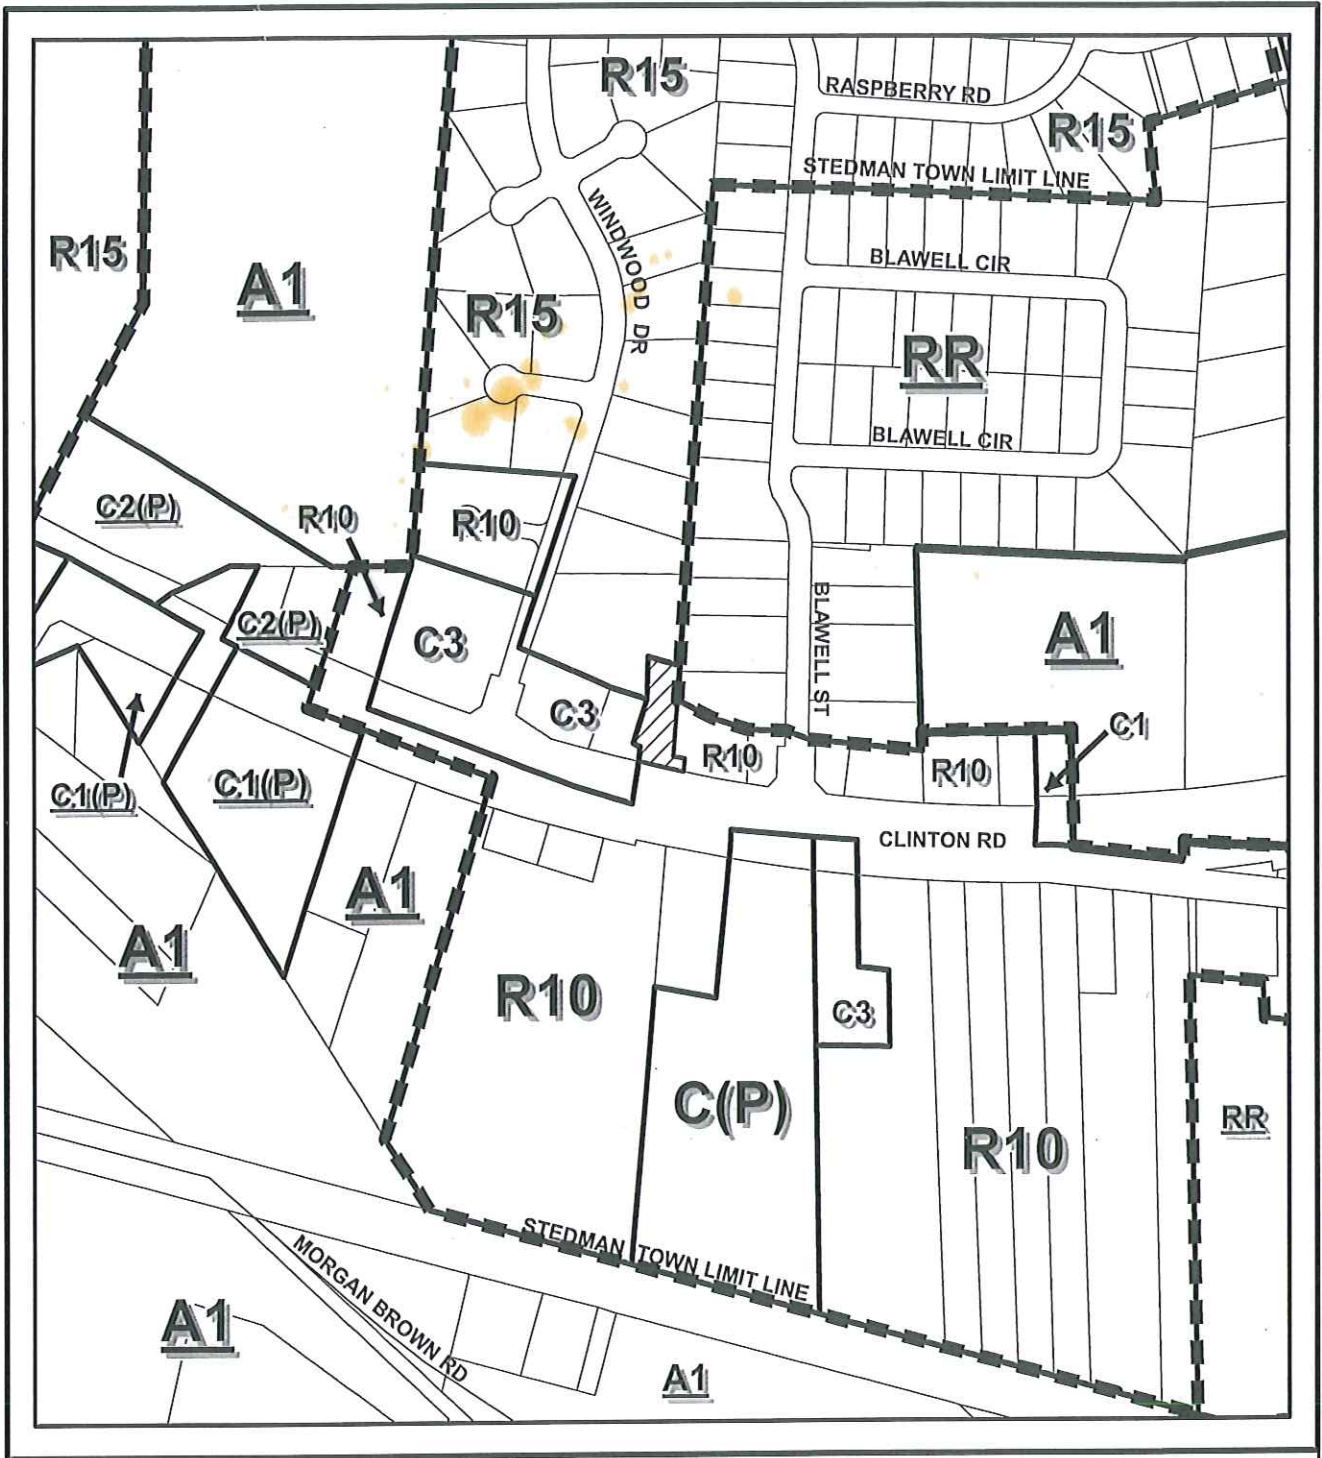 R15
RASPBERRY RD
R15
STEDMAN TOWN LIMIT LINE
R15
A1
WINDWOOD DR
BLAWELL CIR
R15
RR
BLAWELL CIR
C2(P)
R10
R10
C2(P)
C3
BLAWELL ST
A1
C3
C1
R10
R10
C1(P)
C1(P)
CLINTON RD
A1
A1
R10
C3
C(P)
RR
R10
STEDMAN TOWN LIMIT LINE
MORGAN BROWN RD
A1
A1